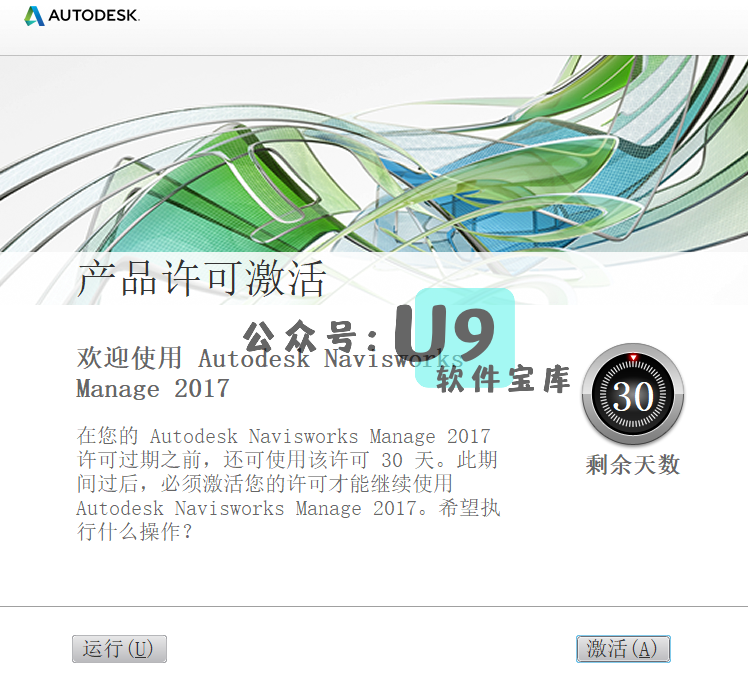 AUTODESK.
产品许可激活
公众号:U9
软件宝库
欢迎使用 Autodesk Navisworks
Manage 2017
30
剩余天数
在您的 Autodesk Navisworks Manage 2017
许可过期之前，还可使用该许可 30 天。此期
间过后，必须激活您的许可才能继续使用
Autodesk Navisworks Manage 2017。希望执
行什么操作？
运行(U)
激活(A)